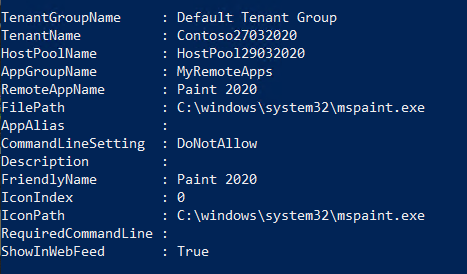 TenantGroupName : Default Tenant Group
TenantName : Contoso27032020
HostPoolName : HostPool29032020
AppGroupName : MyRemoteApps
RemoteAppName : Paint 2020
FilePath : C:\windows\system32\mspaint.exe
AppAlias :
CommandLineSetting : DoNotAllow
Description :
FriendlyName : Paint 2020
IconIndex : 0
IconPath : C:\windows\system32\mspaint.exe
RequiredCommandLine :
ShowInWebFeed : True